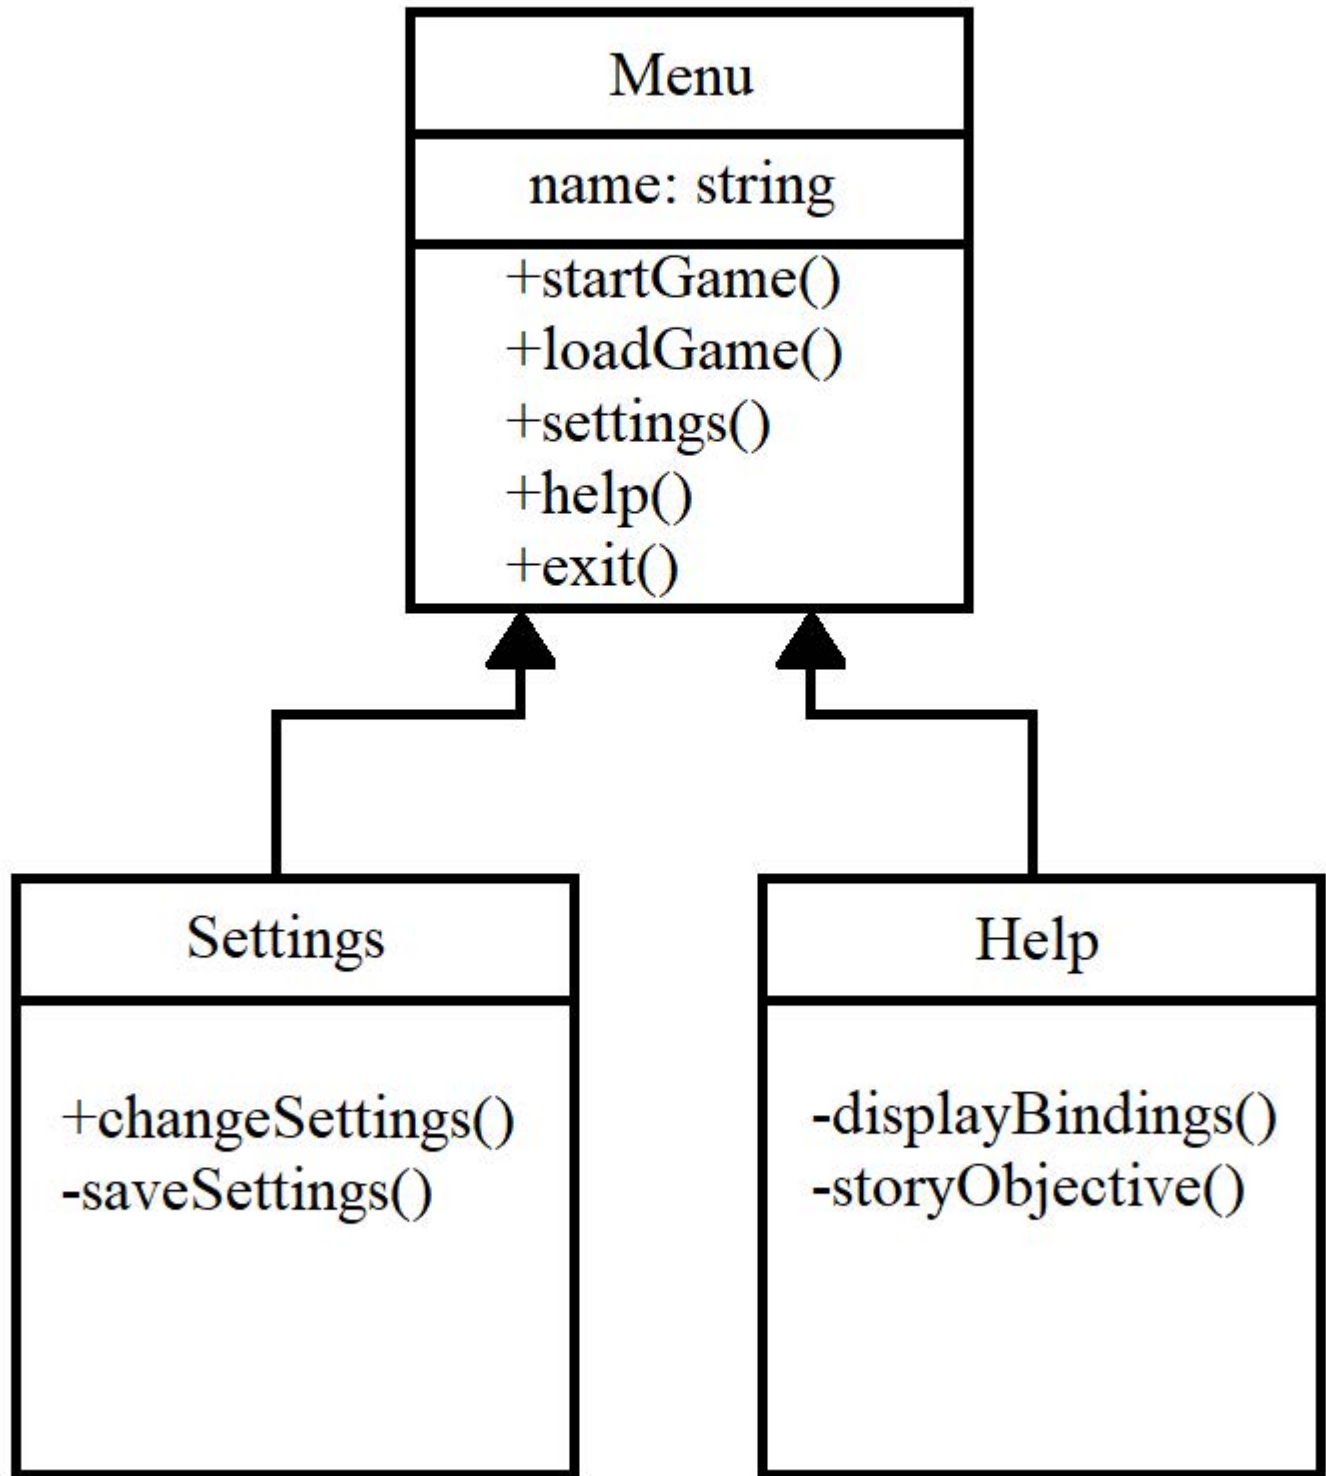 Menu
name: string
+startGame()
+loadGame()
+settings()
+help()
+exit()
Settings
+changeSettings()
-saveSettings()
Help
-displayBindings()
-storyObjective()